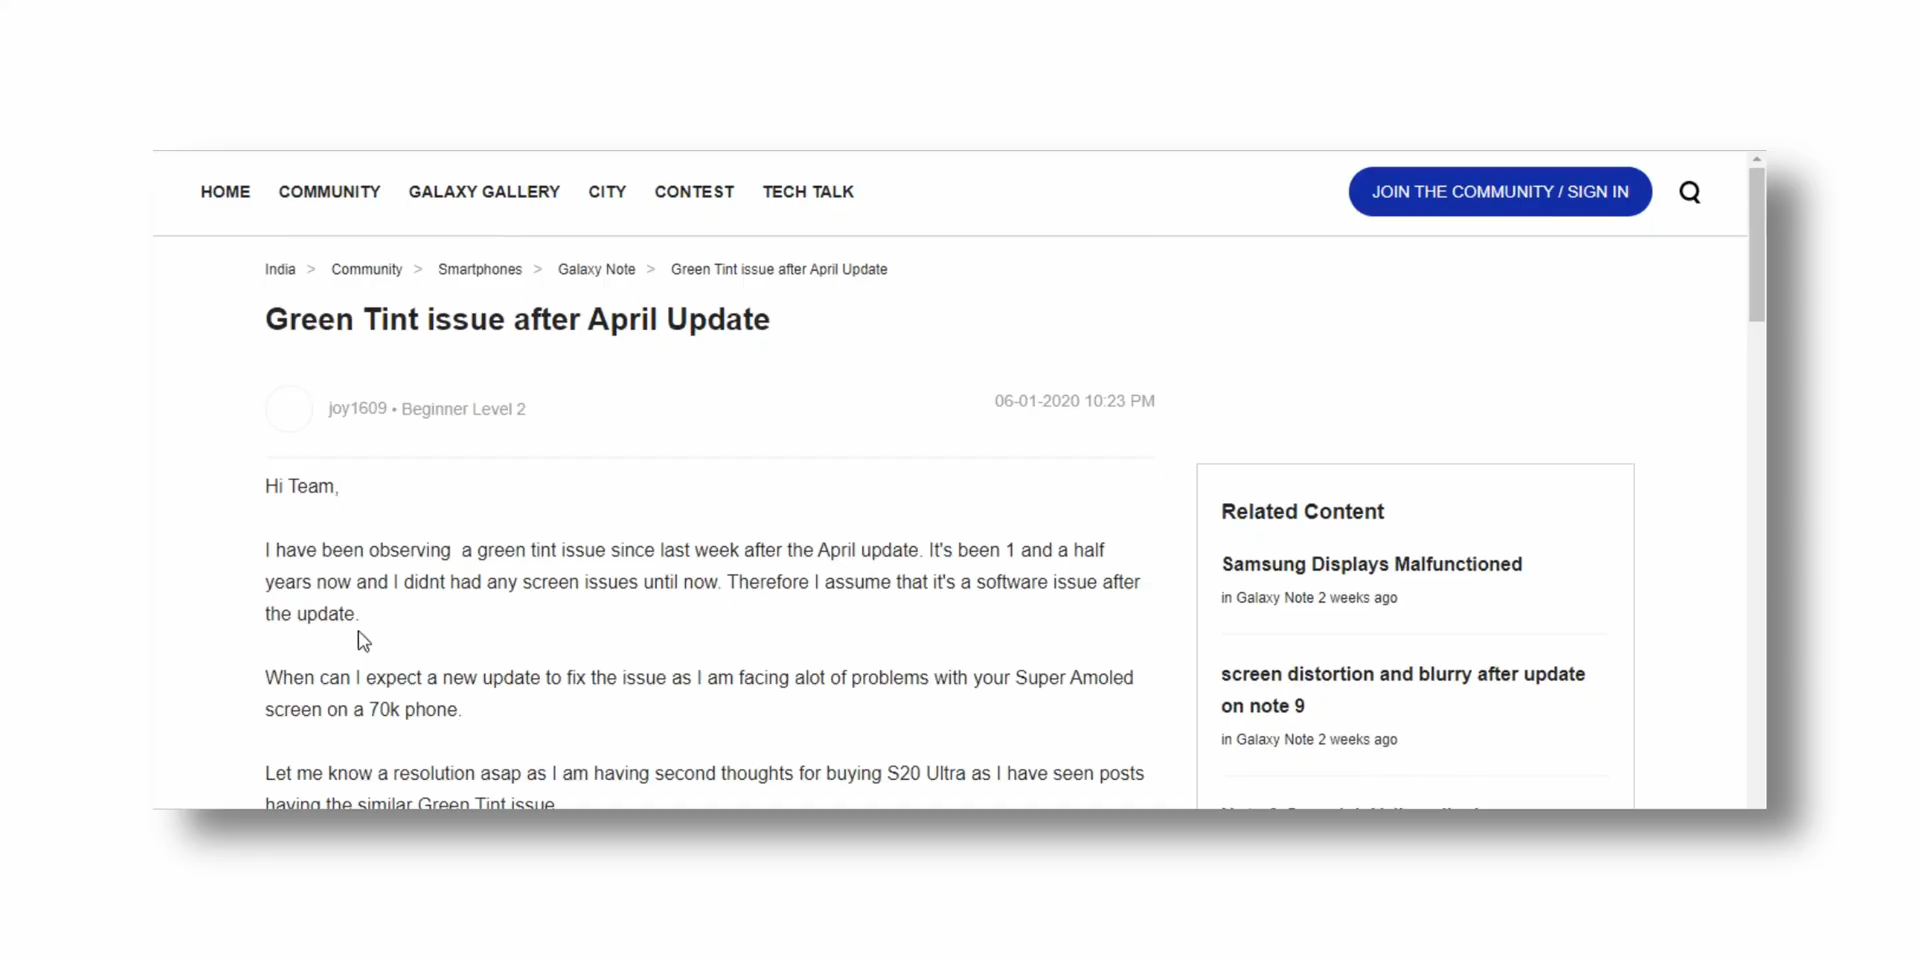 HOME COMMUNITY GALAXY GALLERY CITY CONTEST TECH TALK JOIN THE COMMUNITY / SIGN IN
India > Community > Smartphones > Galaxy Note > Green Tint issue after April Update
Green Tint issue after April Update
joy1609 • Beginner Level 2
06-01-2020 10:23 PM
Hi Team,
I have been observing  a green tint issue since last week after the April update. It's been 1 and a half
years now and I didnt had any screen issues until now. Therefore I assume that it's a software issue after
the update.
When can I expect a new update to fix the issue as I am facing alot of problems with your Super Amoled
screen on a 70k phone.
Let me know a resolution asap as I am having second thoughts for buying S20 Ultra as I have seen posts
having the similar Green Tint issue
Related Content
Samsung Displays Malfunctioned
in Galaxy Note 2 weeks ago
screen distortion and blurry after update
on note 9
in Galaxy Note 2 weeks ago